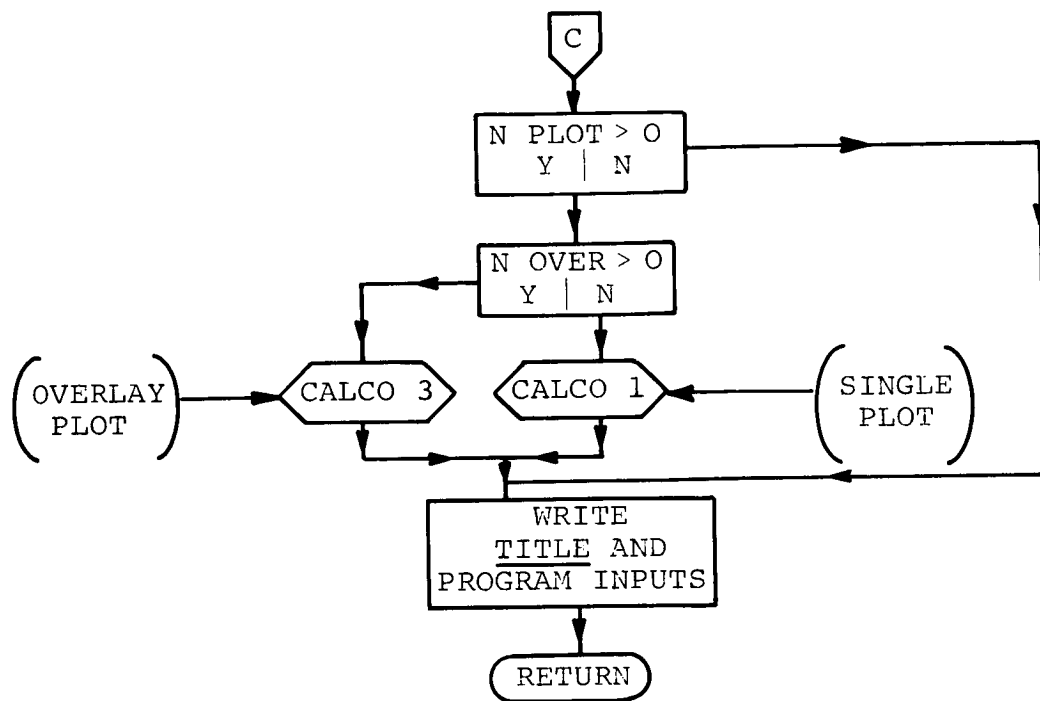 C
N PLOT > O
Y | N
N OVER > O
Y | N
(OVERLAY
PLOT)
CALCO 3
CALCO 1
(SINGLE
PLOT)
WRITE
TITLE AND
PROGRAM INPUTS
RETURN